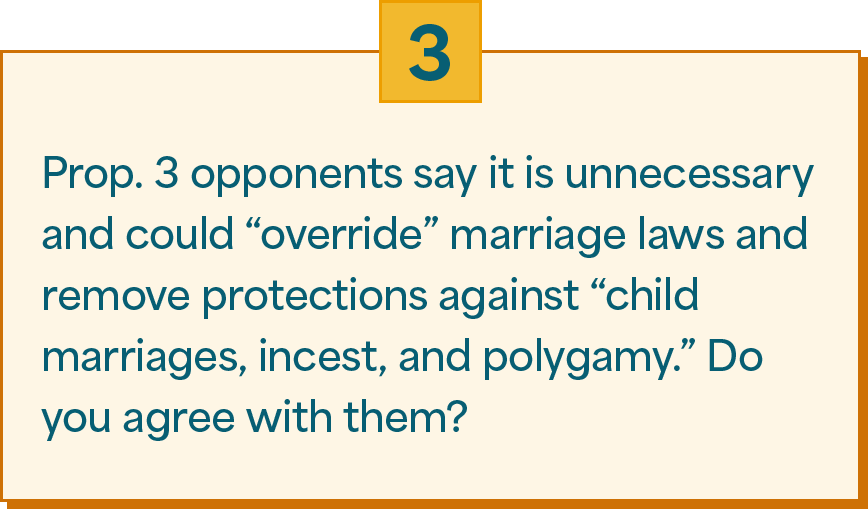 3
Prop. 3 opponents say it is unnecessary
and could “override” marriage laws and
remove protections against “child
marriages, incest, and polygamy.” Do
you agree with them?